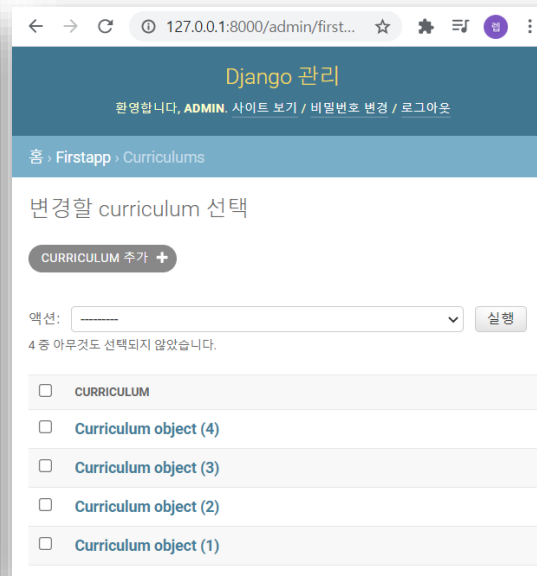 127.0.0.1:8000/admin/first...
렙
Django 관리
환영합니다, ADMIN. 사이트 보기 / 비밀번호 변경 / 로그아웃
홈 › Firstapp › Curriculums
변경할 curriculum 선택
CURRICULUM 추가 +
액션: --------- 실행
4 중 아무것도 선택되지 않았습니다.
CURRICULUM
Curriculum object (4)
Curriculum object (3)
Curriculum object (2)
Curriculum object (1)